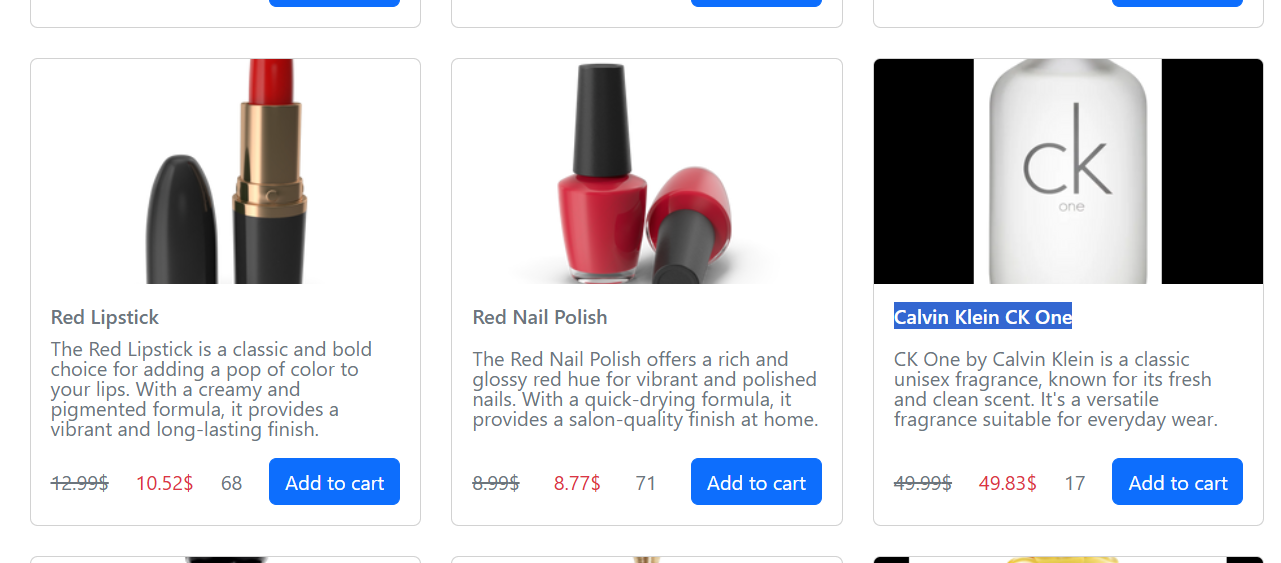 ck
one
Red Lipstick
The Red Lipstick is a classic and bold
choice for adding a pop of color to
your lips. With a creamy and
pigmented formula, it provides a
vibrant and long-lasting finish.
12.99$ 10.52$ 68 Add to cart
Red Nail Polish
The Red Nail Polish offers a rich and
glossy red hue for vibrant and polished
nails. With a quick-drying formula, it
provides a salon-quality finish at home.
8.99$ 8.77$ 71 Add to cart
Calvin Klein CK One
CK One by Calvin Klein is a classic
unisex fragrance, known for its fresh
and clean scent. It's a versatile
fragrance suitable for everyday wear.
49.99$ 49.83$ 17 Add to cart